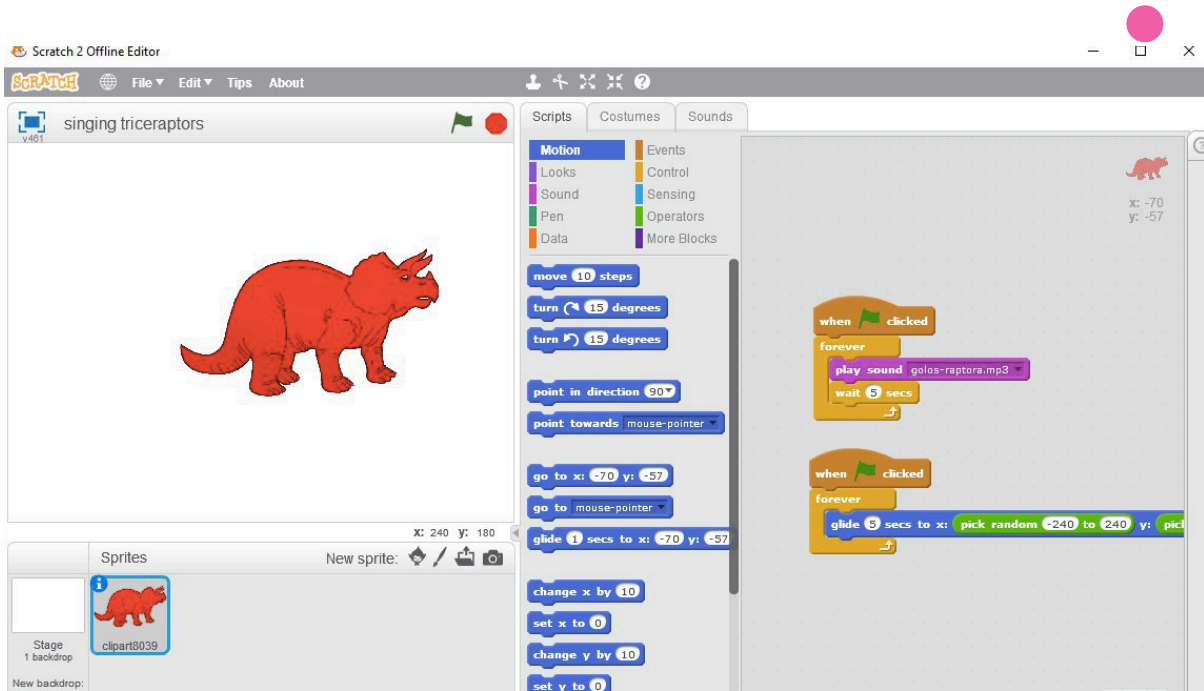 Scratch 2 Offline Editor
SCRATCH File Edit Tips About
v461 singing triceraptors
Scripts Costumes Sounds
Motion Events
Looks Control
Sound Sensing
Pen Operators
Data More Blocks
move 10 steps
turn 15 degrees
turn 15 degrees
point in direction 90
point towards mouse-pointer
go to x: -70 y: -57
go to mouse-pointer
glide 1 secs to x: -70 y: -57
change x by 10
set x to 0
change y by 10
set y to 0
x: -70
y: -57
when clicked
forever
play sound golos-raptora.mp3
wait 5 secs
when clicked
forever
glide 5 secs to x: pick random -240 to 240 y:
x: 240 y: 180
Sprites New sprite:
Stage
1 backdrop
New backdrop:
clipart8039